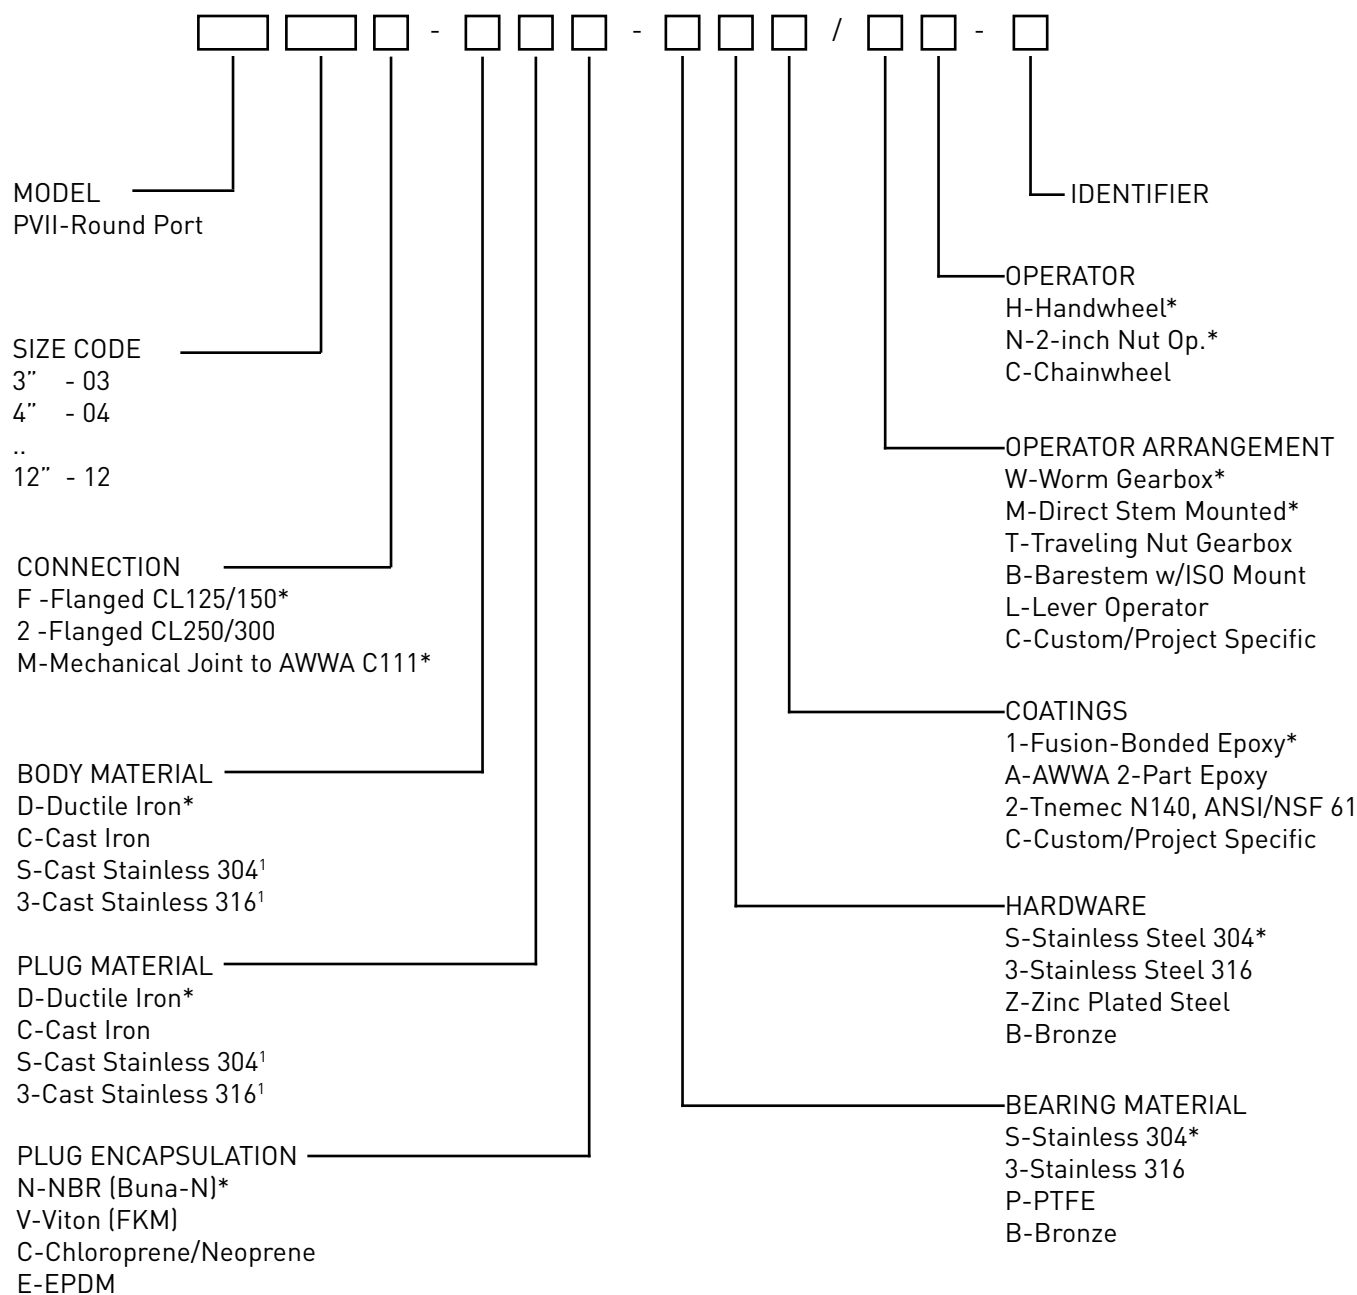 - - / -
MODEL
PVII-Round Port
SIZE CODE
3” - 03
4” - 04
..
12” - 12
CONNECTION
F -Flanged CL125/150*
2 -Flanged CL250/300
M-Mechanical Joint to AWWA C111*
BODY MATERIAL
D-Ductile Iron*
C-Cast Iron
S-Cast Stainless 304¹
3-Cast Stainless 316¹
PLUG MATERIAL
D-Ductile Iron*
C-Cast Iron
S-Cast Stainless 304¹
3-Cast Stainless 316¹
PLUG ENCAPSULATION
N-NBR (Buna-N)*
V-Viton (FKM)
C-Chloroprene/Neoprene
E-EPDM
IDENTIFIER
OPERATOR
H-Handwheel*
N-2-inch Nut Op.*
C-Chainwheel
OPERATOR ARRANGEMENT
W-Worm Gearbox*
M-Direct Stem Mounted*
T-Traveling Nut Gearbox
B-Barestem w/ISO Mount
L-Lever Operator
C-Custom/Project Specific
COATINGS
1-Fusion-Bonded Epoxy*
A-AWWA 2-Part Epoxy
2-Tnemec N140, ANSI/NSF 61
C-Custom/Project Specific
HARDWARE
S-Stainless Steel 304*
3-Stainless Steel 316
Z-Zinc Plated Steel
B-Bronze
BEARING MATERIAL
S-Stainless 304*
3-Stainless 316
P-PTFE
B-Bronze